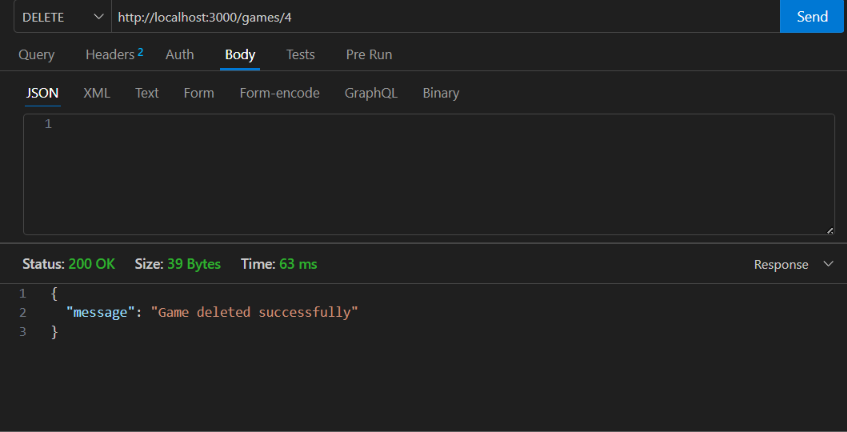 DELETE http://localhost:3000/games/4 Send
Query Headers 2 Auth Body Tests Pre Run
JSON XML Text Form Form-encode GraphQL Binary
1
Status: 200 OK Size: 39 Bytes Time: 63 ms Response
1 {
2 "message": "Game deleted successfully"
3 }